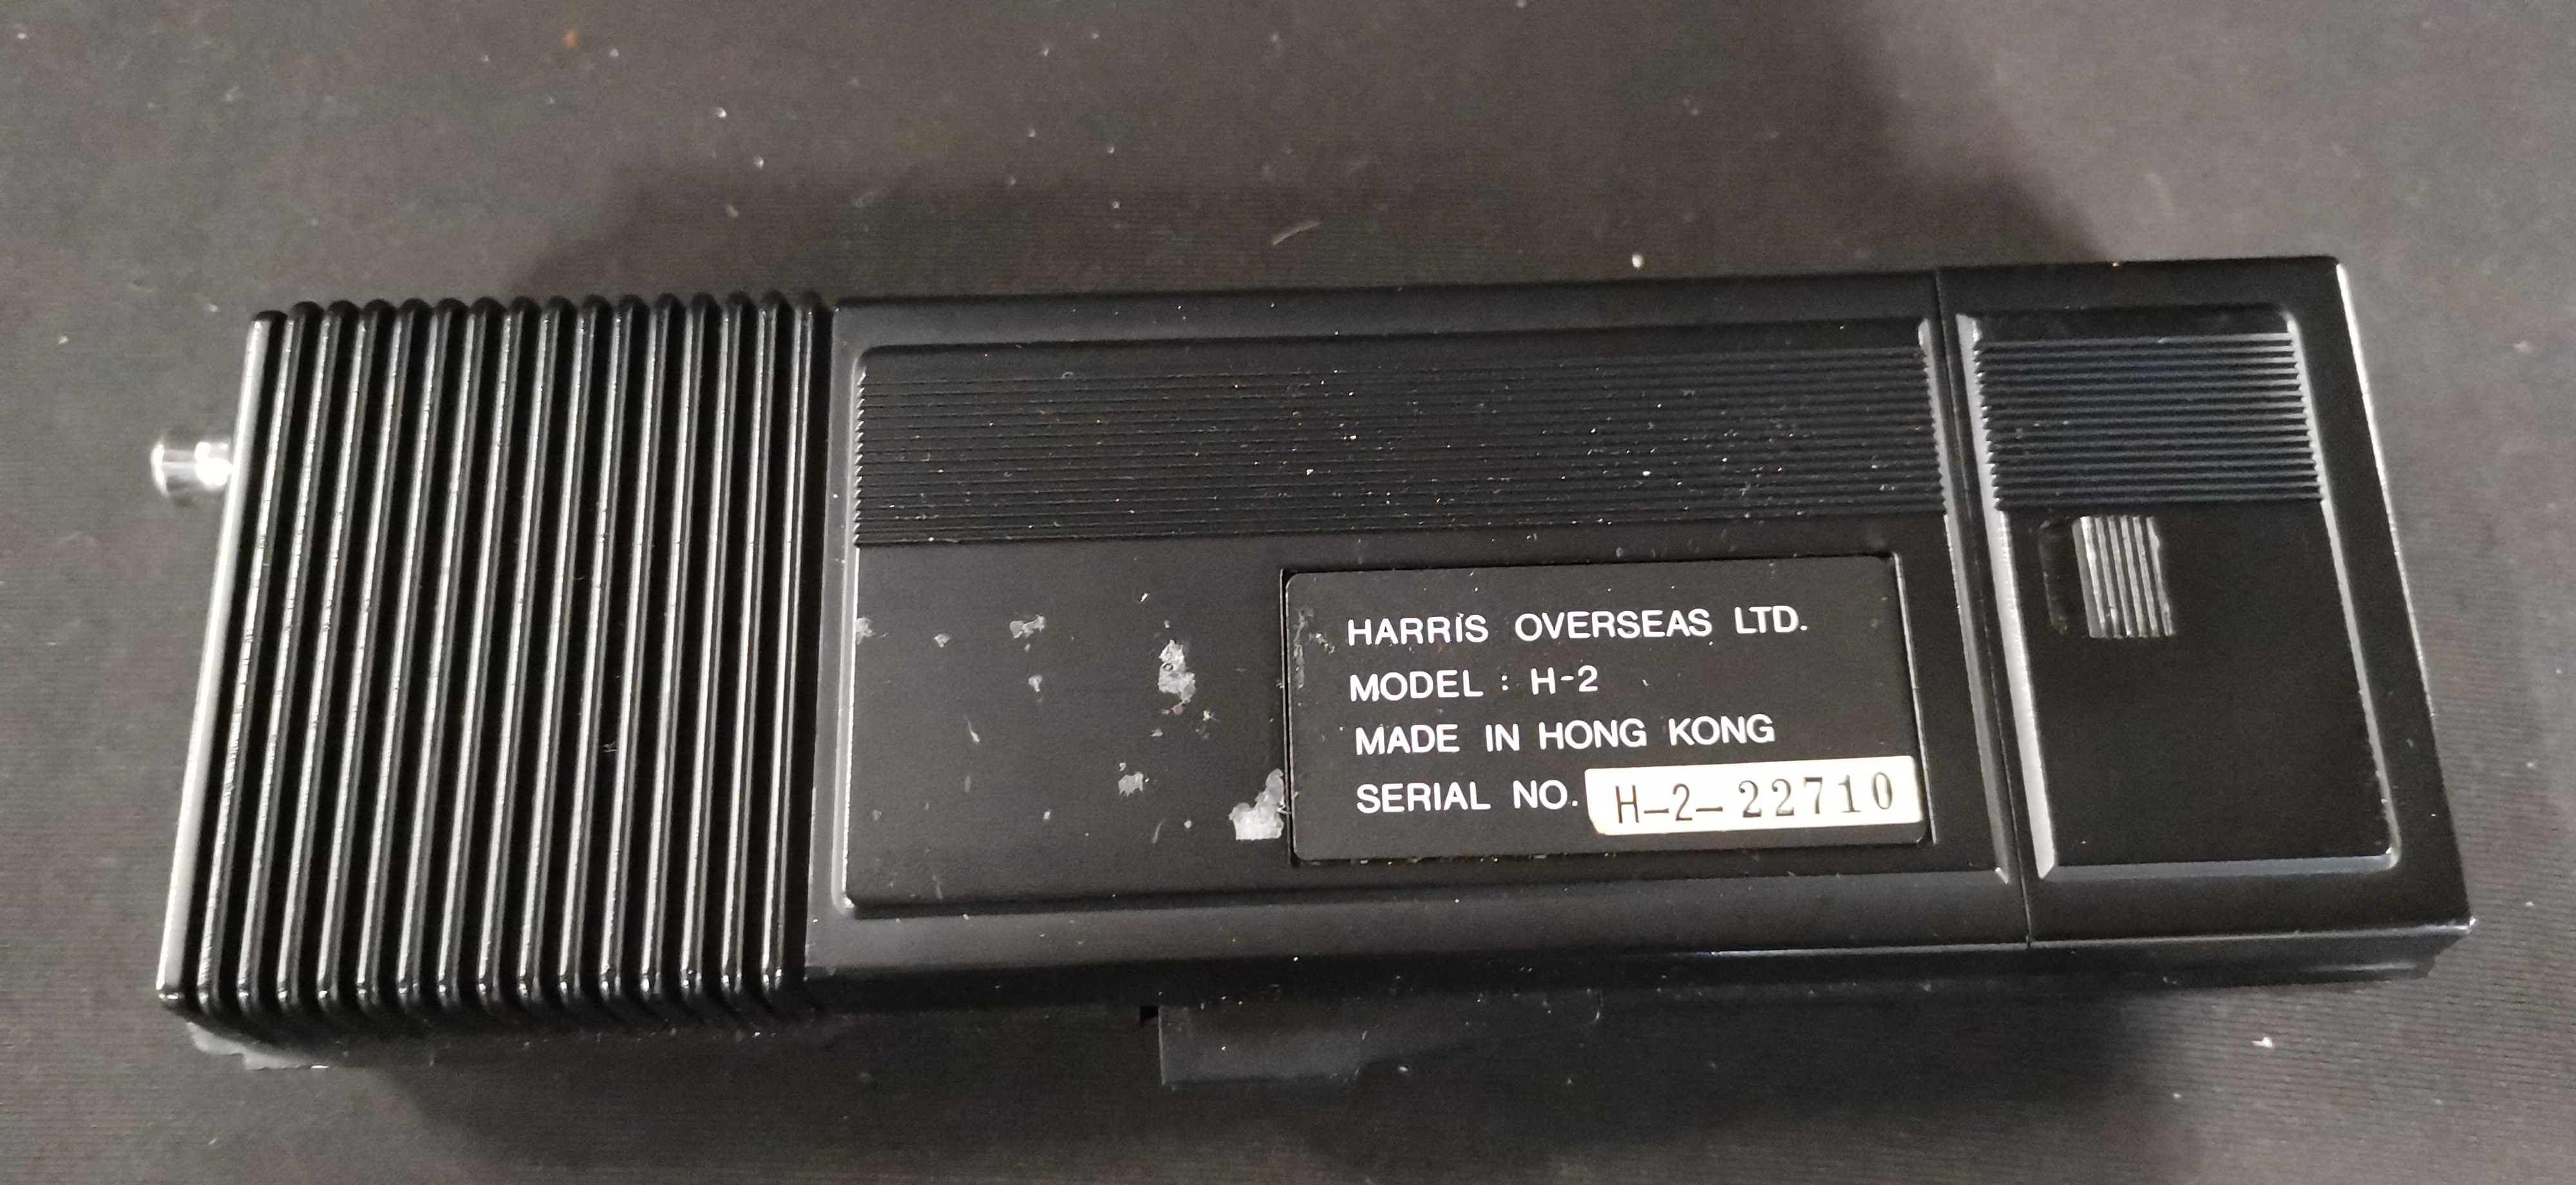 HARRIS OVERSEAS LTD.
MODEL : H-2
MADE IN HONG KONG
SERIAL NO. H-2-22710